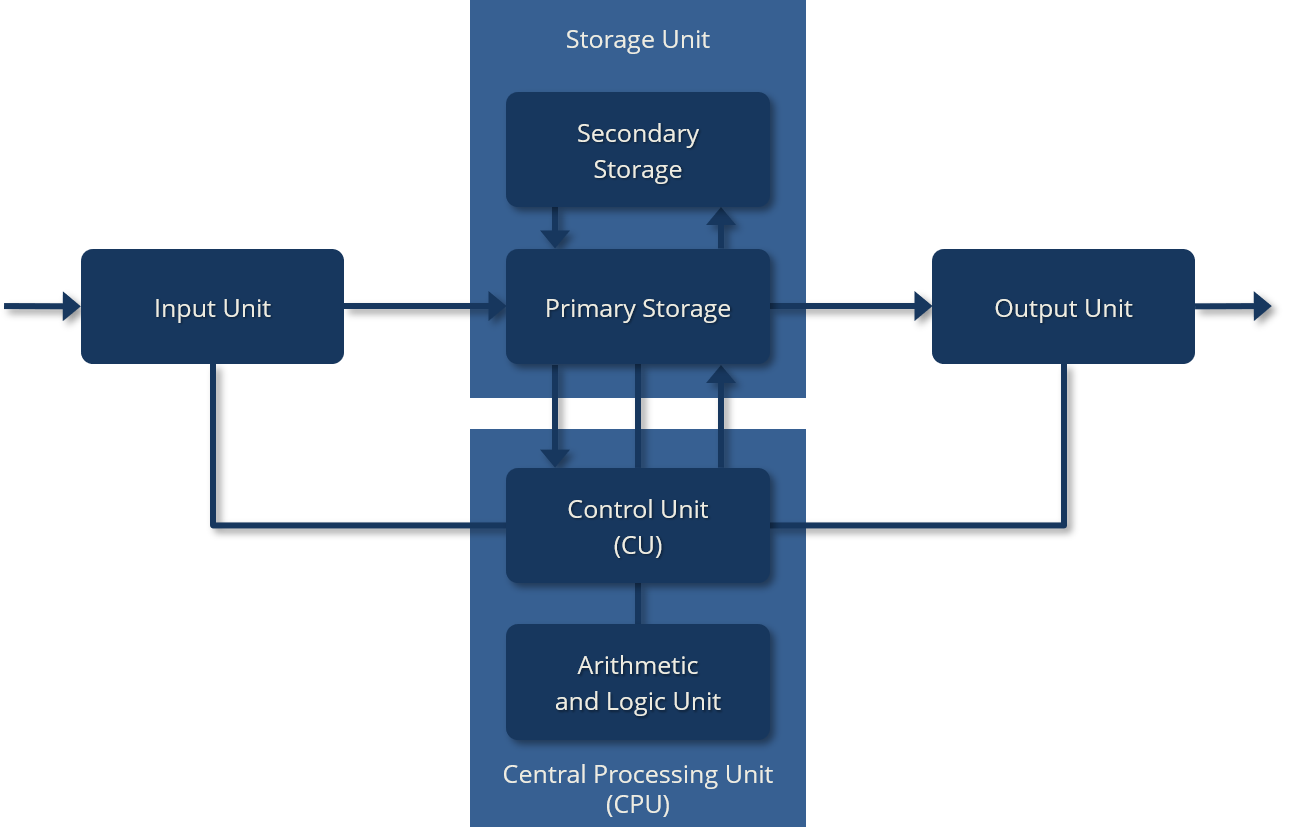 Storage Unit
Secondary
Storage
Input Unit
Primary Storage
Output Unit
Control Unit
(CU)
Arithmetic
and Logic Unit
Central Processing Unit
(CPU)